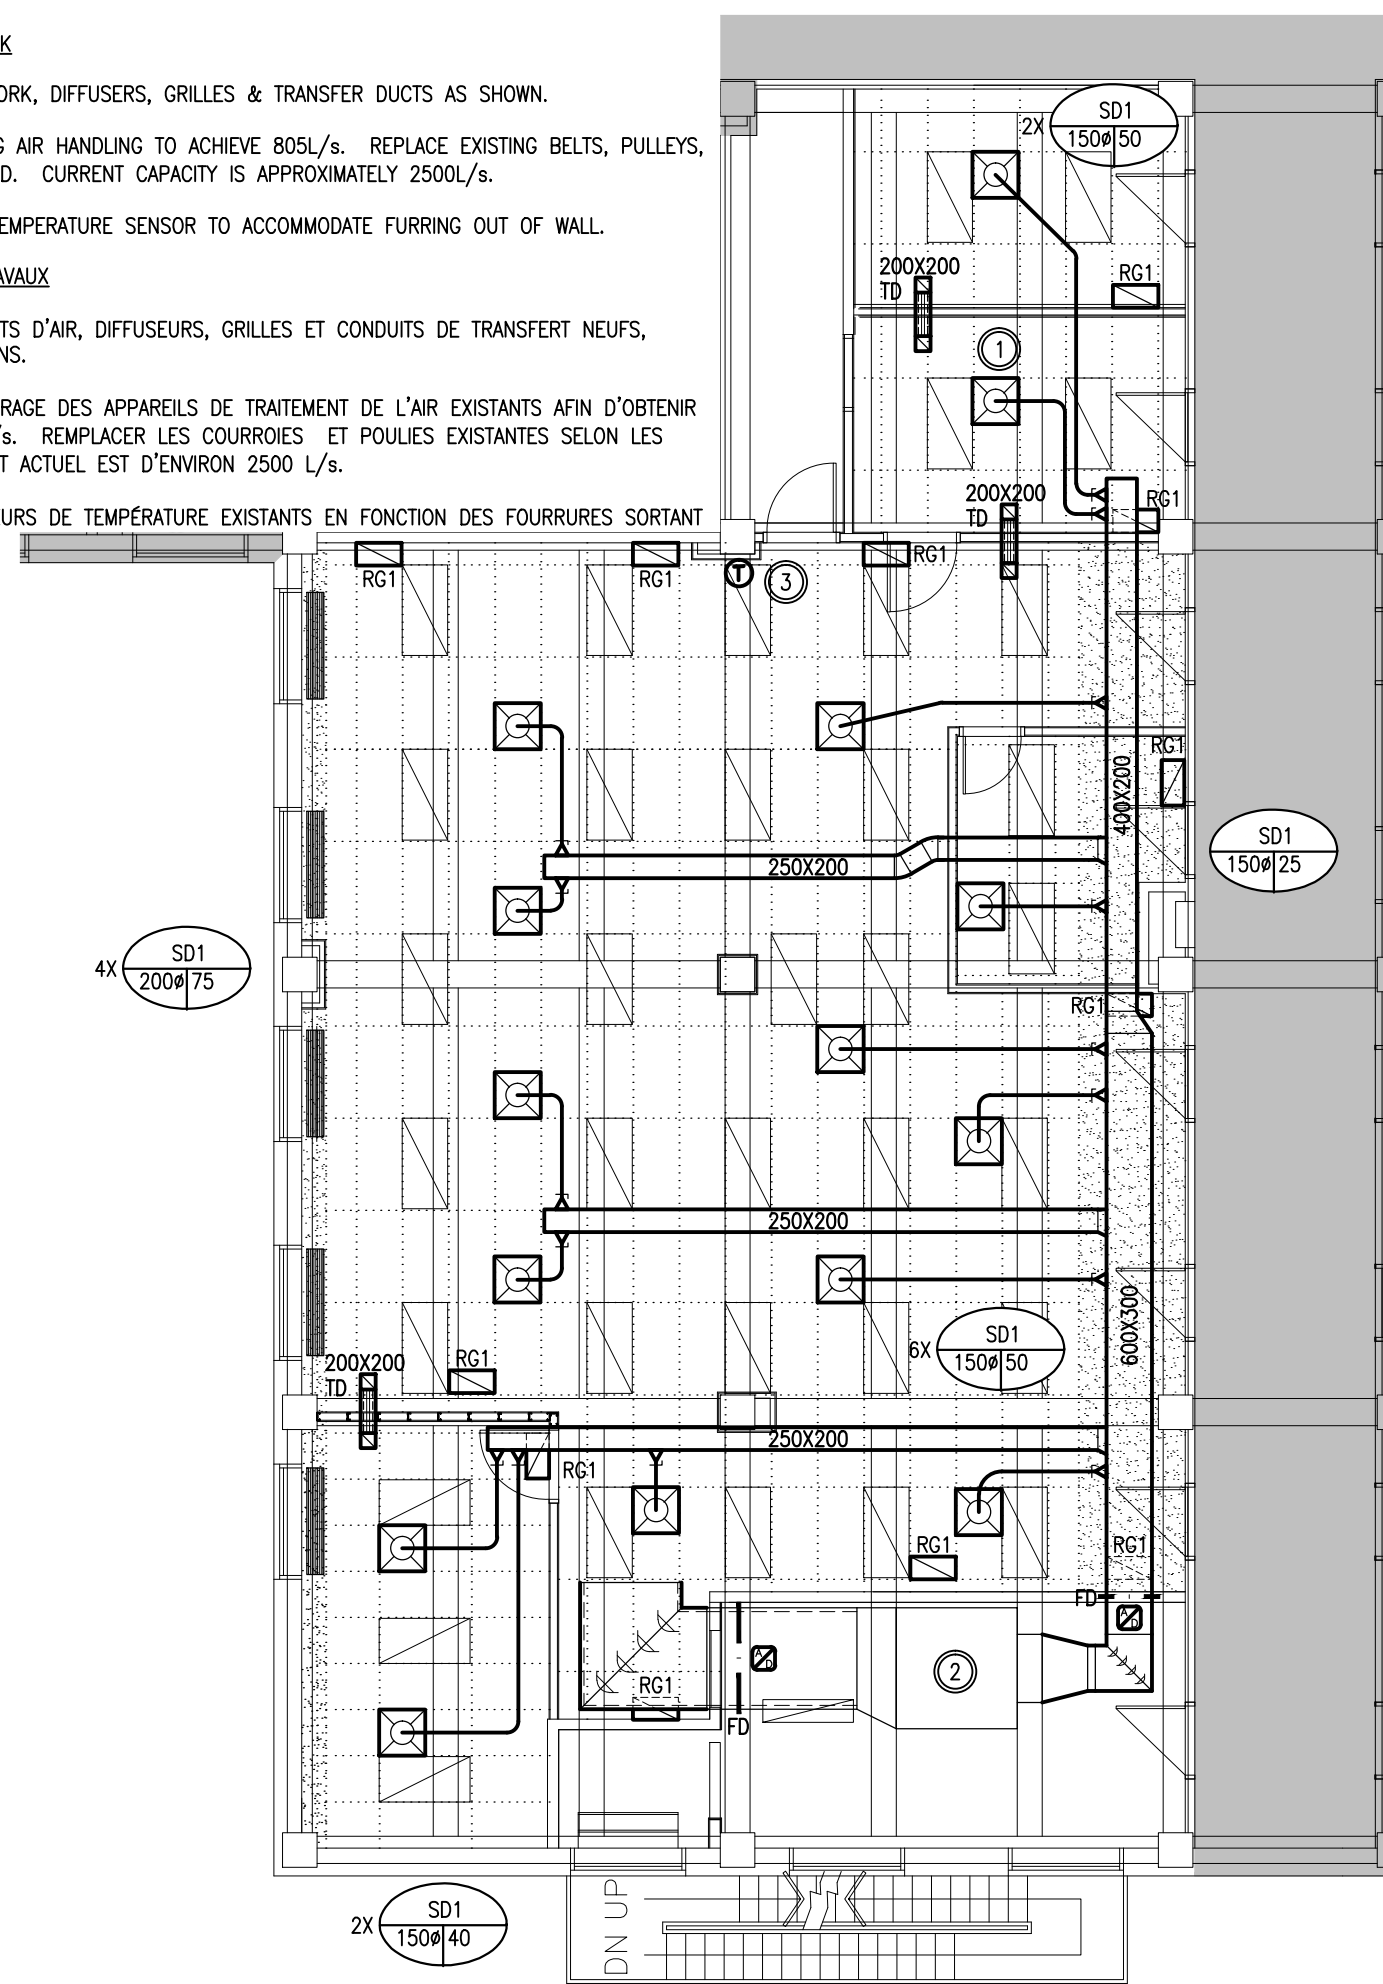 K
ORK, DIFFUSERS, GRILLES & TRANSFER DUCTS AS SHOWN.
G AIR HANDLING TO ACHIEVE 805L/s. REPLACE EXISTING BELTS, PULLEYS,
D. CURRENT CAPACITY IS APPROXIMATELY 2500L/s.
EMPERATURE SENSOR TO ACCOMMODATE FURRING OUT OF WALL.
AVAUX
TS D'AIR, DIFFUSEURS, GRILLES ET CONDUITS DE TRANSFERT NEUFS,
NS.
RAGE DES APPAREILS DE TRAITEMENT DE L'AIR EXISTANTS AFIN D'OBTENIR
/s. REMPLACER LES COURROIES ET POULIES EXISTANTES SELON LES
T ACTUEL EST D'ENVIRON 2500 L/s.
EURS DE TEMPÉRATURE EXISTANTS EN FONCTION DES FOURRURES SORTANT
SD1
2X 150ø 50
200X200
TD
RG1
1
200X200
TD
RG1
RG1
RG1
T
3
RG1
RG1
400X200
250X200
SD1
150ø 25
SD1
4X 200ø 75
RG1
250X200
600X300
SD1
6X 150ø 50
200X200
TD
RG1
250X200
RG1
RG1
RG1
FD
A
D
2
A
D
RG1
FD
DN UP
SD1
2X 150ø 40